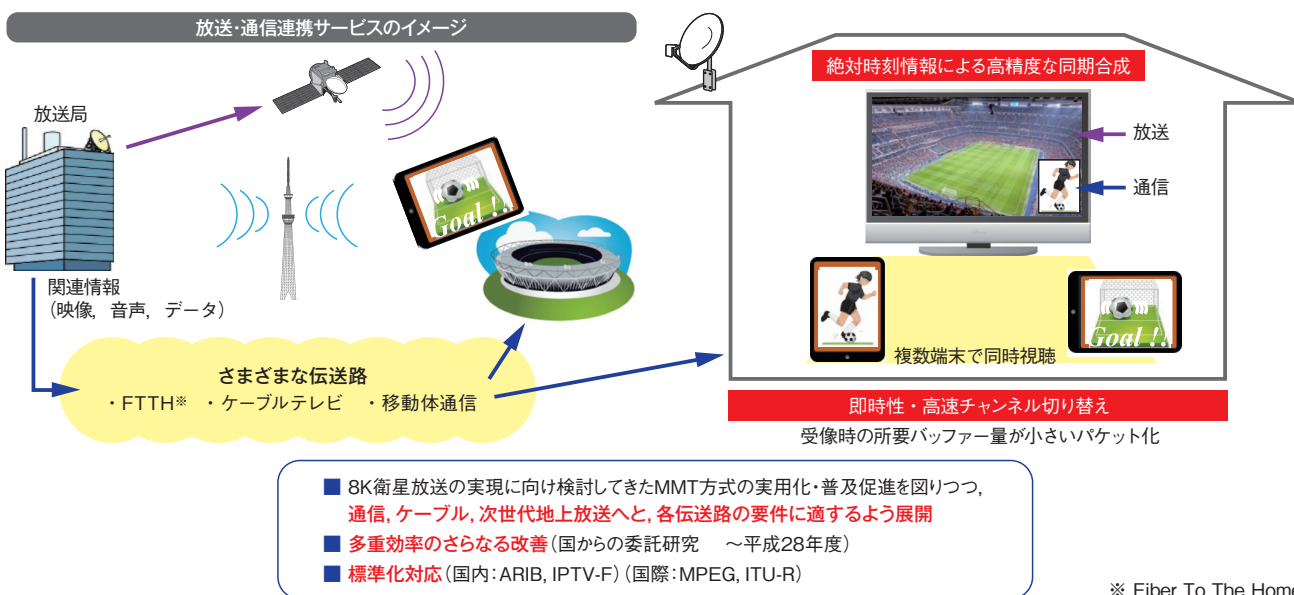 放送・通信連携サービスのイメージ
放送局
関連情報
(映像, 音声, データ)
さまざまな伝送路
・FTTH※ ・ケーブルテレビ ・移動体通信
Goal !!
絶対時刻情報による高精度な同期合成
放送
通信
Goal !!
複数端末で同時視聴
即時性・高速チャンネル切り替え
受像時の所要バッファー量が小さいパケット化
■ 8K衛星放送の実現に向け検討してきたMMT方式の実用化・普及促進を図りつつ,
通信, ケーブル, 次世代地上放送へと, 各伝送路の要件に適するよう展開
■ 多重効率のさらなる改善(国からの委託研究 ~平成28年度)
■ 標準化対応(国内:ARIB, IPTV-F)(国際:MPEG, ITU-R)
※ Fiber To The Home